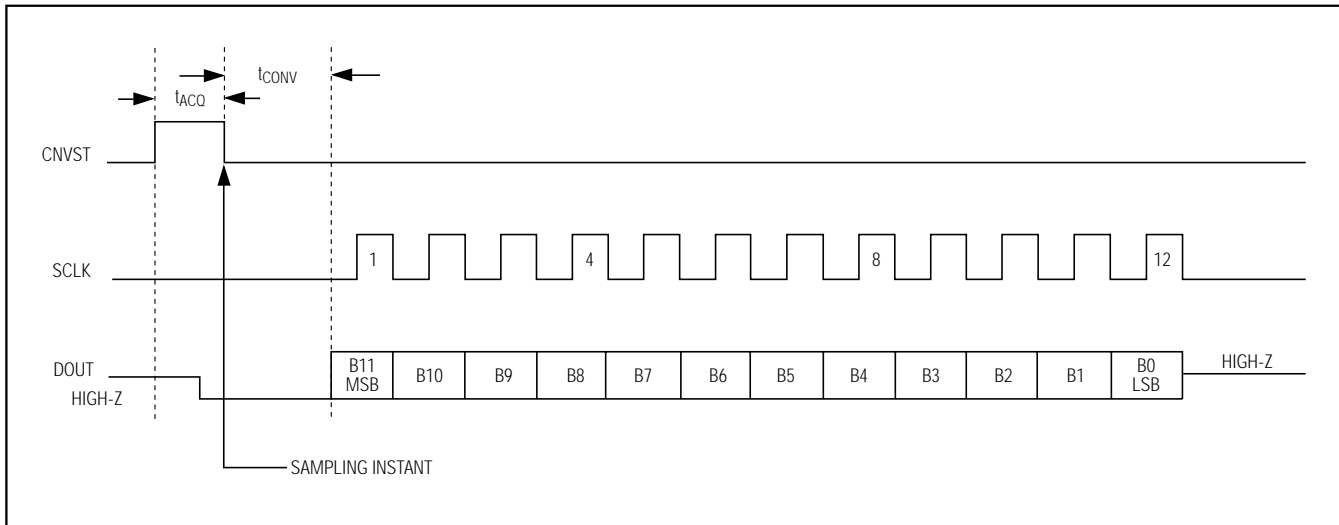 tCONV
tACQ
CNVST
1 4 8 12
SCLK
DOUT
HIGH-Z
B11
MSB
B10
B9
B8
B7
B6
B5
B4
B3
B2
B1
B0
LSB
HIGH-Z
SAMPLING INSTANT